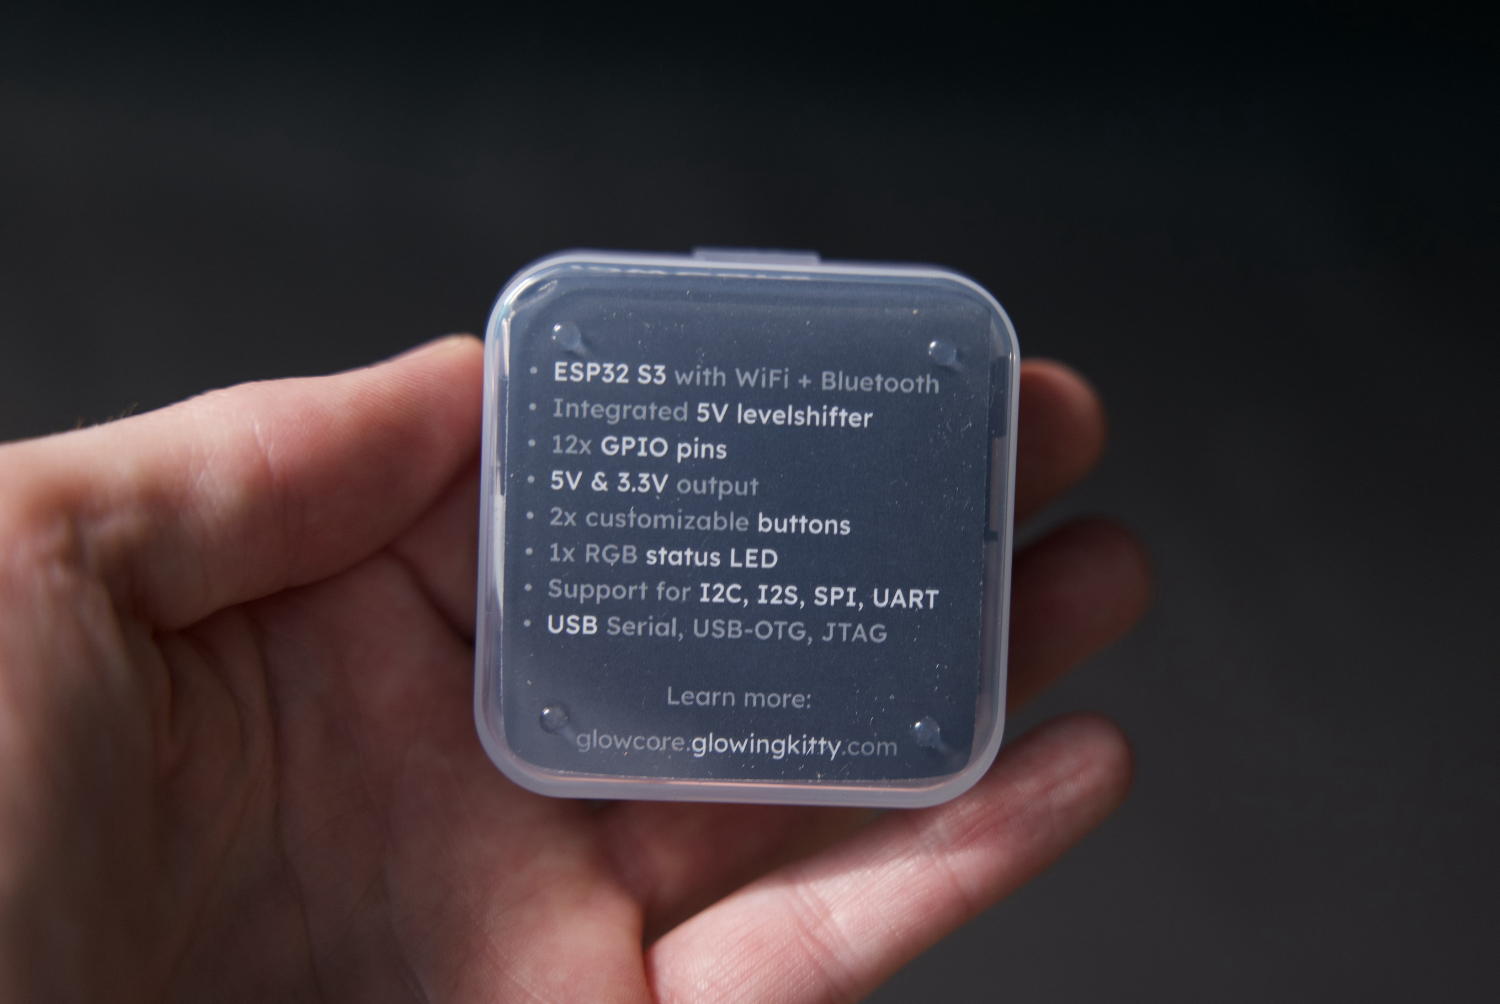 • ESP32 S3 with WiFi + Bluetooth
• Integrated 5V levelshifter
• 12x GPIO pins
• 5V & 3.3V output
• 2x customizable buttons
• 1x RGB status LED
• Support for I2C, I2S, SPI, UART
• USB Serial, USB-OTG, JTAG
Learn more:
glowcore.glowingkitty.com